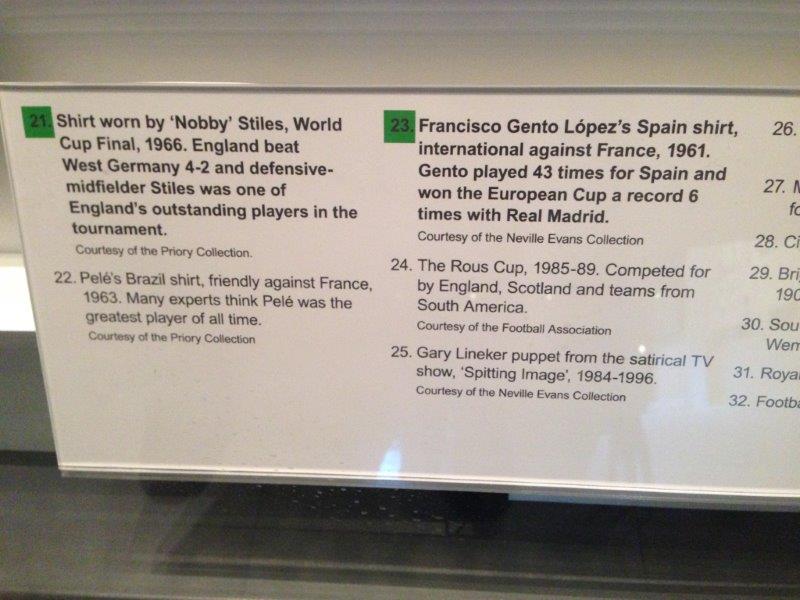 21. Shirt worn by ‘Nobby’ Stiles, World
Cup Final, 1966. England beat
West Germany 4-2 and defensive-
midfielder Stiles was one of
England’s outstanding players in the
tournament.
Courtesy of the Priory Collection.
22. Pelé’s Brazil shirt, friendly against France,
1963. Many experts think Pelé was the
greatest player of all time.
Courtesy of the Priory Collection
23. Francisco Gento López’s Spain shirt,
international against France, 1961.
Gento played 43 times for Spain and
won the European Cup a record 6
times with Real Madrid.
Courtesy of the Neville Evans Collection
24. The Rous Cup, 1985-89. Competed for
by England, Scotland and teams from
South America.
Courtesy of the Football Association
25. Gary Lineker puppet from the satirical TV
show, ‘Spitting Image’, 1984-1996.
Courtesy of the Neville Evans Collection
26.
27.
28.
29.
30.
31.
32.